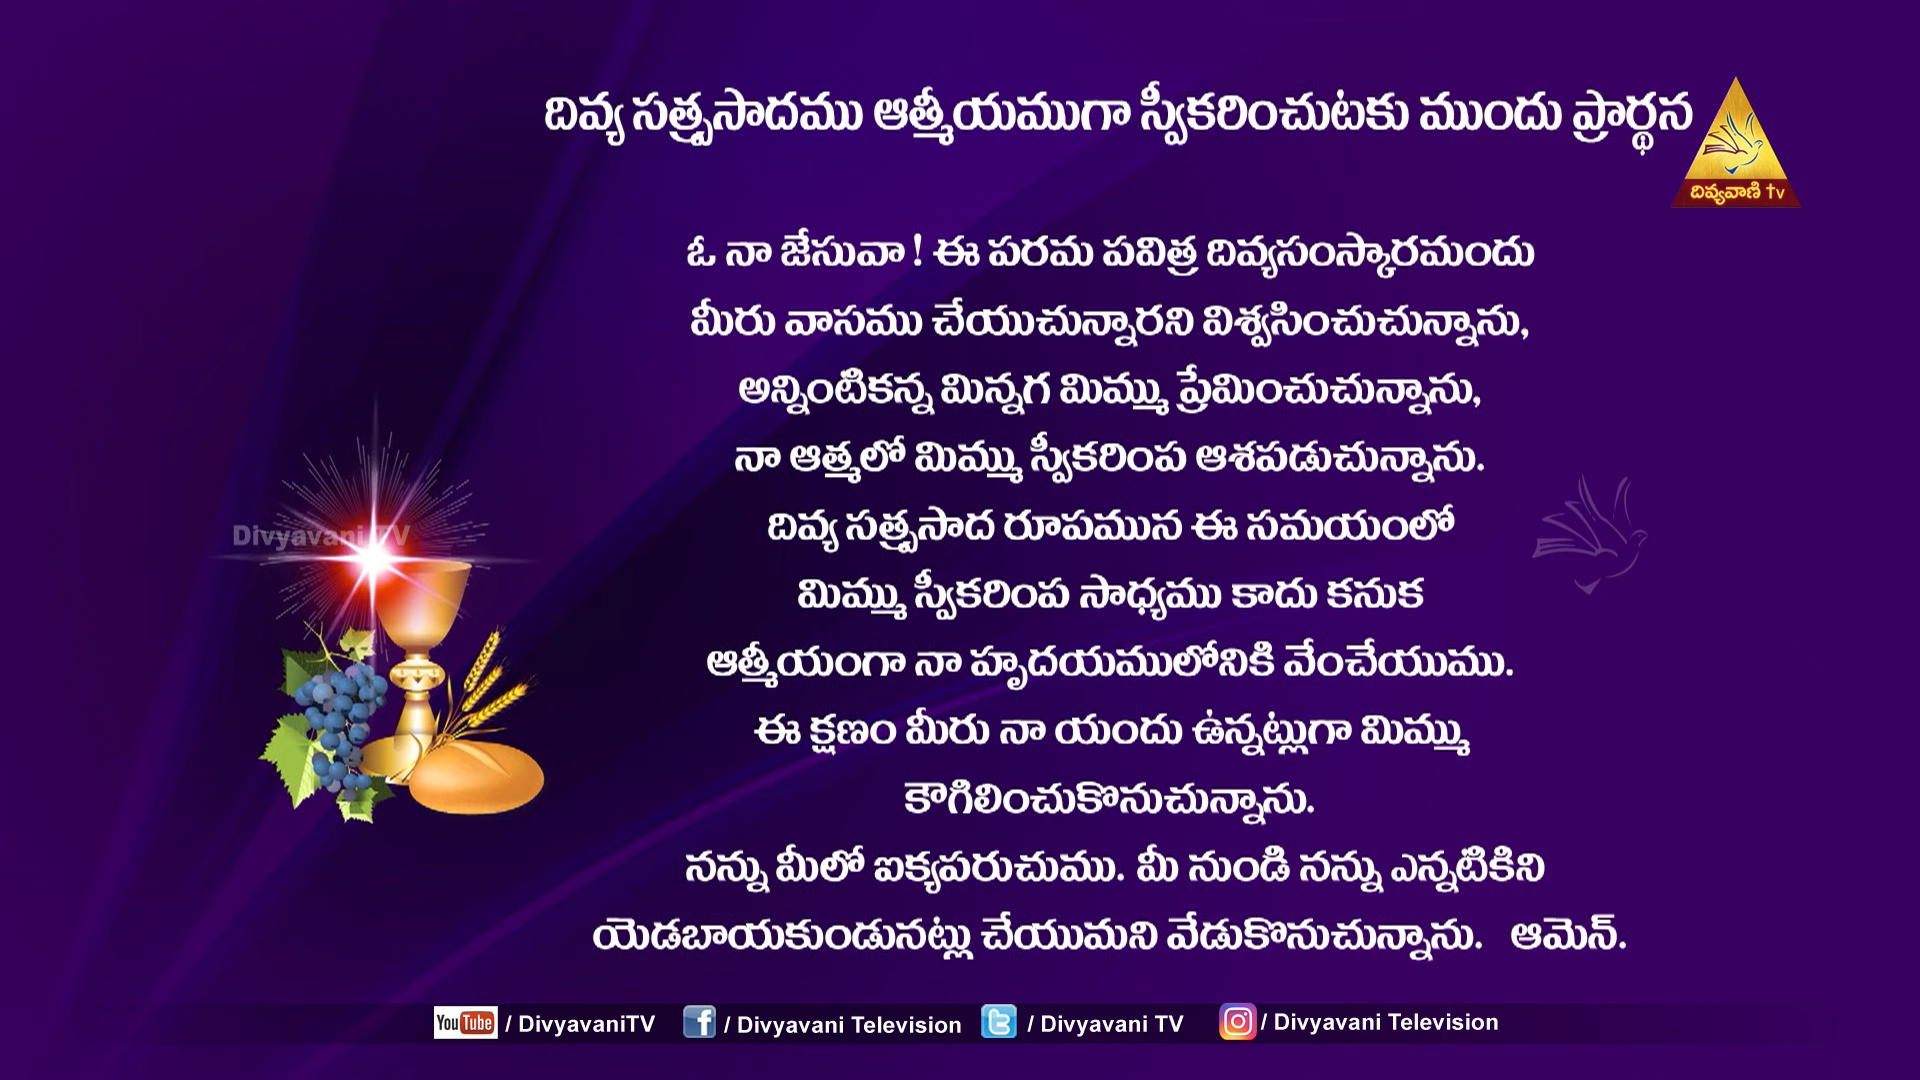 దివ్య సత్ప్రసాదము ఆత్మీయముగా స్వీకరించుటకు ముందు ప్రార్థన
దివ్యవాణి tv
ఓ నా జేసువా ! ఈ పరమ పవిత్ర దివ్యసంస్కారమందు
మీరు వాసము చేయుచున్నారని విశ్వసించుచున్నాను,
అన్నింటికన్న మిన్నగ మిమ్ము ప్రేమించుచున్నాను,
నా ఆత్మలో మిమ్ము స్వీకరింప ఆశపడుచున్నాను.
దివ్య సత్ప్రసాద రూపమున ఈ సమయంలో
Divyavani TV
మిమ్ము స్వీకరింప సాధ్యము కాదు కనుక
ఆత్మీయంగా నా హృదయములోనికి వేంచేయుము.
ఈ క్షణం మీరు నా యందు ఉన్నట్లుగా మిమ్ము
కౌగిలించుకొనుచున్నాను.
నన్ను మీలో ఐక్యపరుచుము. మీ నుండి నన్ను ఎన్నటికిని
యెడబాయకుండునట్లు చేయుమని వేడుకొనుచున్నాను. ఆమెన్.
YouTube / DivyavaniTV f / Divyavani Television / Divyavani TV / Divyavani Television